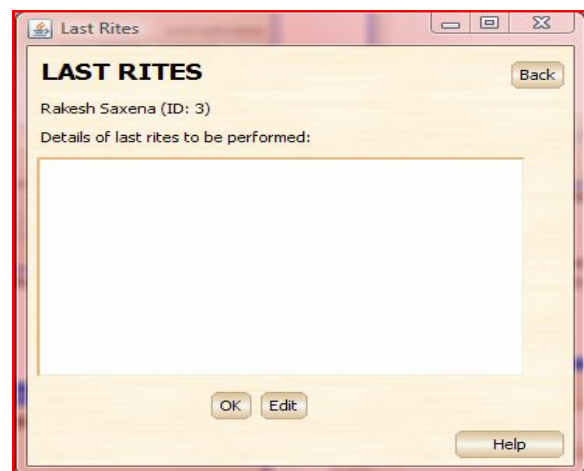 Last Rites
LAST RITES
Back
Rakesh Saxena (ID: 3)
Details of last rites to be performed:
OK Edit
Help